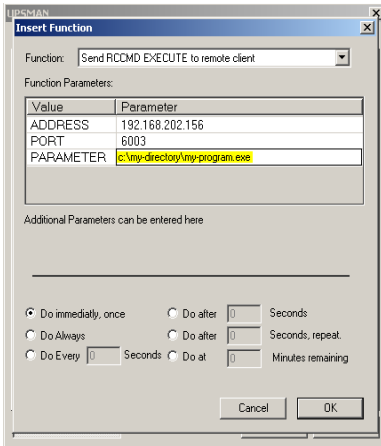 UPSMAN
Insert Function
Function: Send RCCMD EXECUTE to remote client
Function Parameters:
Value Parameter
ADDRESS 192.168.202.156
PORT 6003
PARAMETER c:\my-directory\my-program.exe
Additional Parameters can be entered here
Do immediatly, once Do after 0 Seconds
Do Always Do after 0 Seconds, repeat.
Do Every 0 Seconds Do at 0 Minutes remaining
Cancel OK